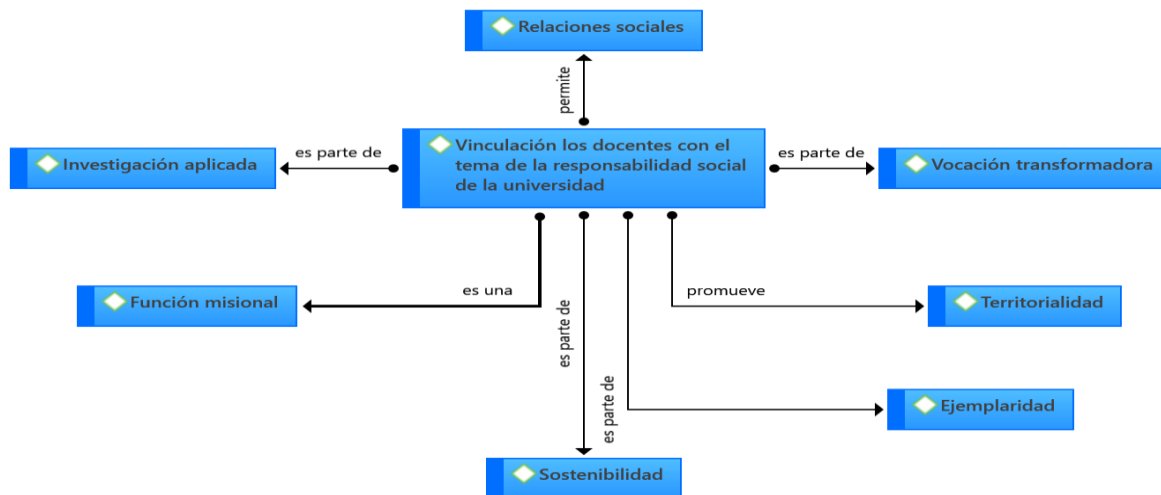 Relaciones sociales
permite
Vinculación los docentes con el
tema de la responsabilidad social
de la universidad
es parte de
Investigación aplicada
es parte de
Vocación transformadora
es una
Función misional
promueve
Territorialidad
es parte de
es parte de
Ejemplaridad
Sostenibilidad